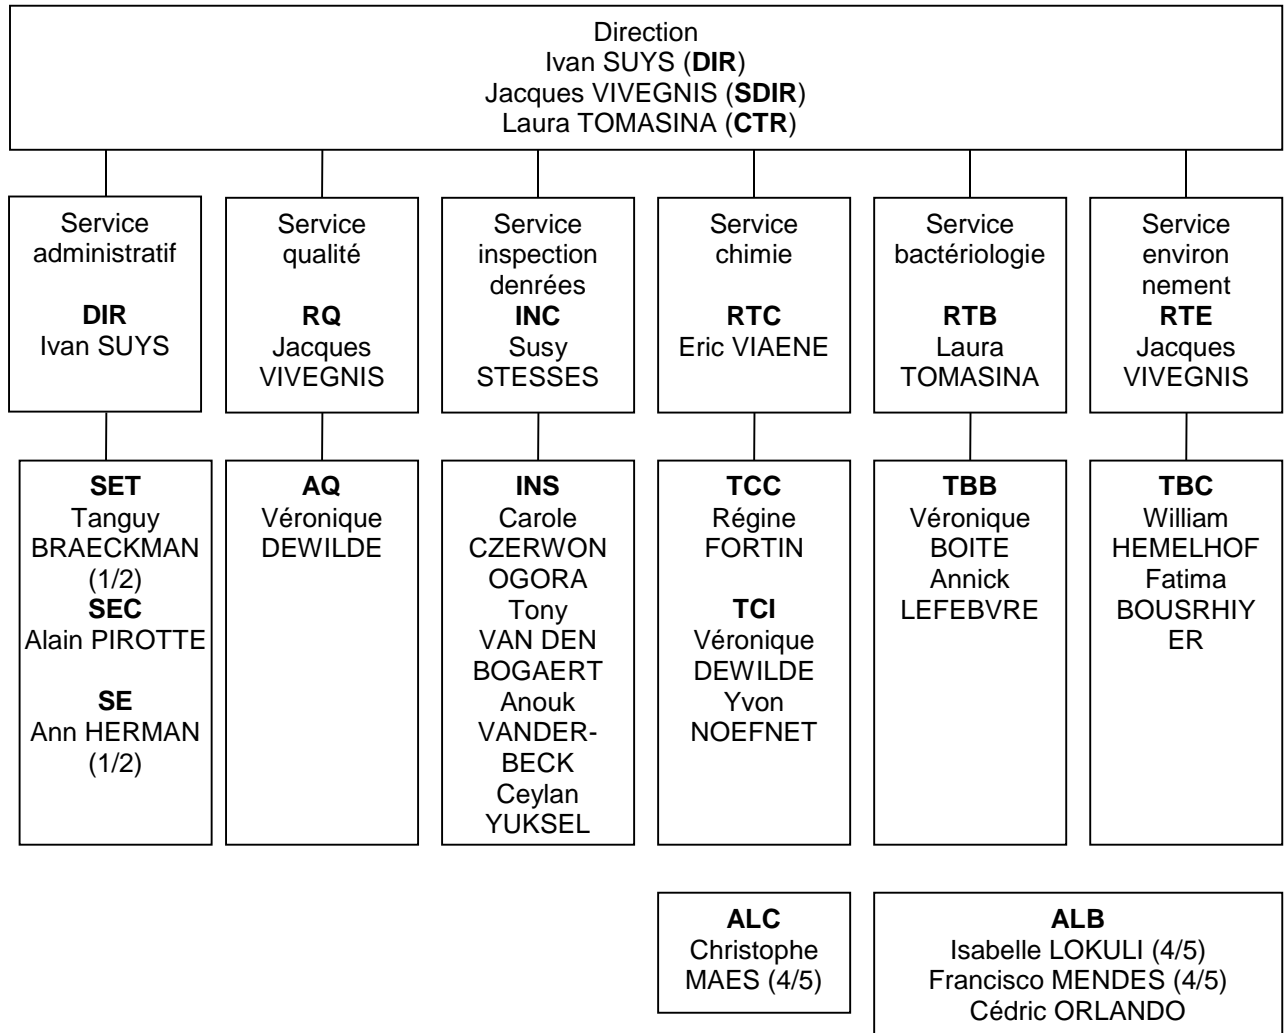 Direction
Ivan SUYS (DIR)
Jacques VIVEGNIS (SDIR)
Laura TOMASINA (CTR)
Service
administratif
DIR
Ivan SUYS
Service
qualité
RQ
Jacques
VIVEGNIS
Service
inspection
denrées
INC
Susy
STESSES
Service
chimie
RTC
Eric VIAENE
Service
bactériologie
RTB
Laura
TOMASINA
Service
environ
nement
RTE
Jacques
VIVEGNIS
SET
Tanguy
BRAECKMAN
(1/2)
SEC
Alain PIROTTE
SE
Ann HERMAN
(1/2)
AQ
Véronique
DEWILDE
INS
Carole
CZERWON
OGORA
Tony
VAN DEN
BOGAERT
Anouk
VANDER-
BECK
Ceylan
YUKSEL
TCC
Régine
FORTIN
TCI
Véronique
DEWILDE
Yvon
NOEFNET
TBB
Véronique
BOITE
Annick
LEFEBVRE
TBC
William
HEMELHOF
Fatima
BOUSRHIY
ER
ALC
Christophe
MAES (4/5)
ALB
Isabelle LOKULI (4/5)
Francisco MENDES (4/5)
Cédric ORLANDO